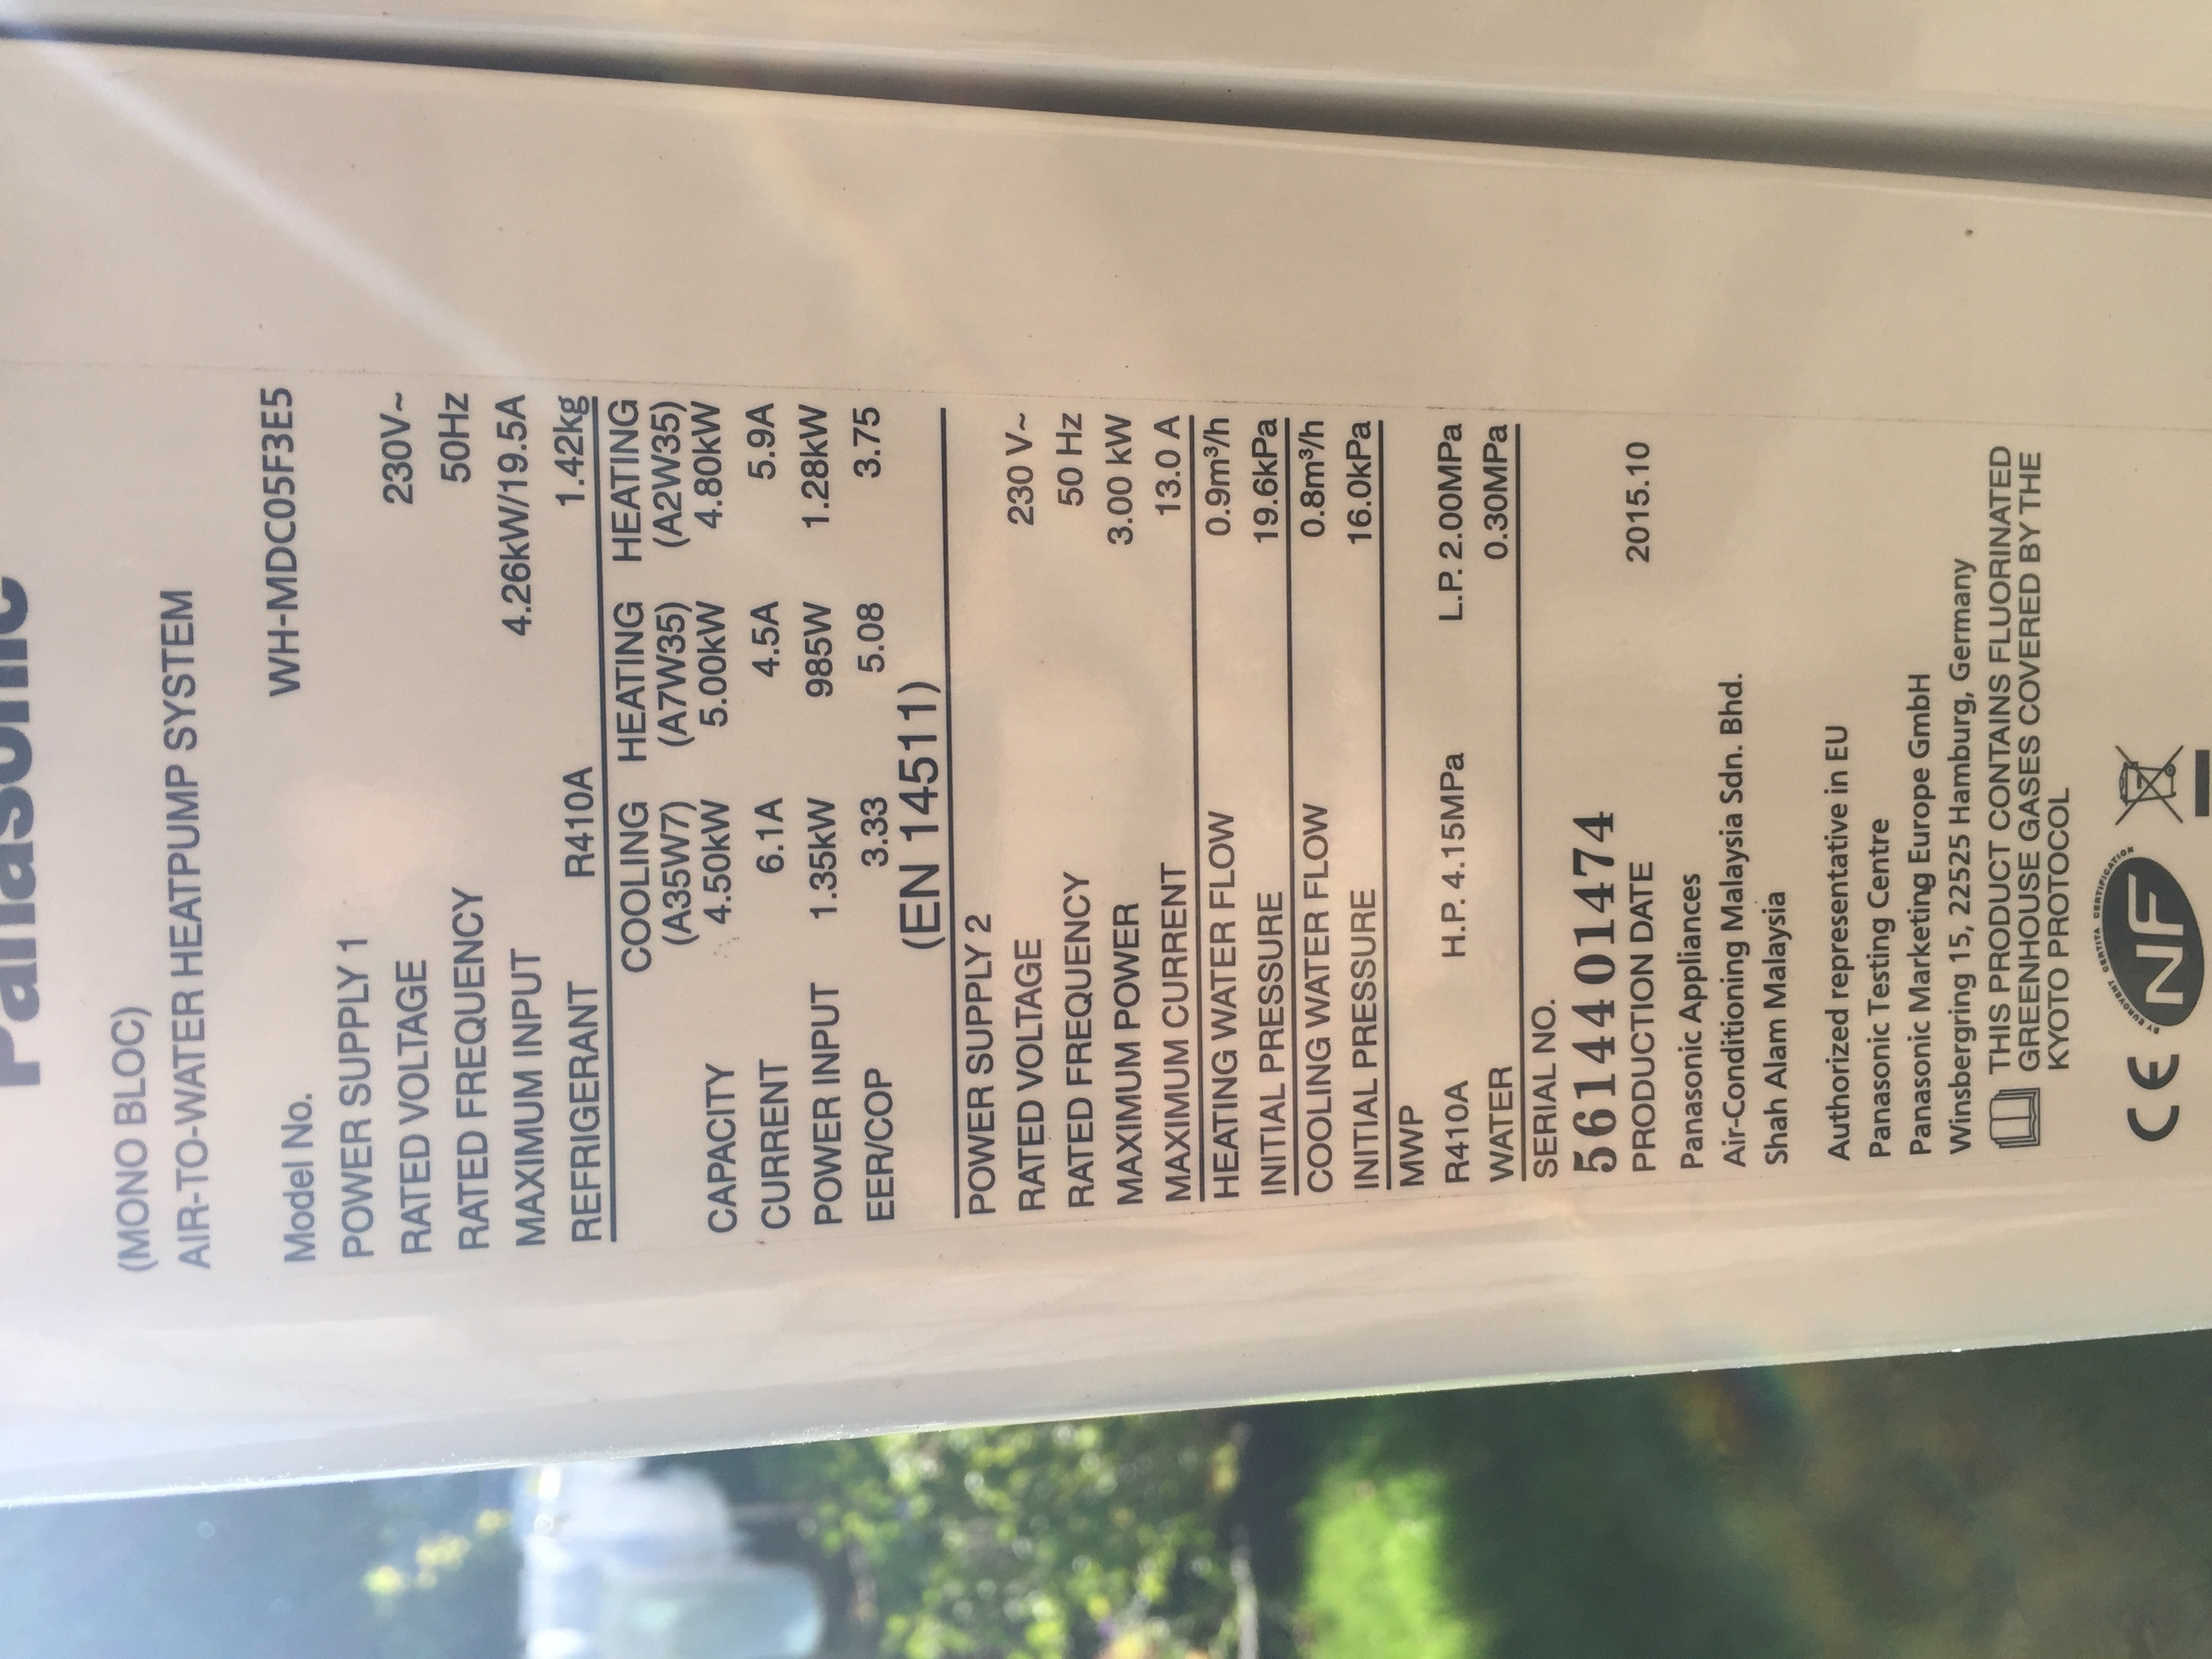 Panasonic
(MONO BLOC)
AIR-TO-WATER HEATPUMP SYSTEM
Model No. WH-MDC05F3E5
POWER SUPPLY 1
RATED VOLTAGE 230V~
RATED FREQUENCY 50Hz
MAXIMUM INPUT 4.26kW/19.5A
REFRIGERANT R410A 1.42kg
COOLING HEATING HEATING
(A35W7) (A7W35) (A2W35)
CAPACITY 4.50kW 5.00kW 4.80kW
CURRENT 6.1A 4.5A 5.9A
POWER INPUT 1.35kW 985W 1.28kW
EER/COP 3.33 5.08 3.75
(EN 14511)
POWER SUPPLY 2
RATED VOLTAGE 230 V~
RATED FREQUENCY 50 Hz
MAXIMUM POWER 3.00 kW
MAXIMUM CURRENT 13.0 A
HEATING WATER FLOW 0.9m³/h
INITIAL PRESSURE 19.6kPa
COOLING WATER FLOW 0.8m³/h
INITIAL PRESSURE 16.0kPa
MWP
R410A H.P. 4.15MPa L.P. 2.00MPa
WATER 0.30MPa
SERIAL NO.
5614401474
PRODUCTION DATE 2015.10
Panasonic Appliances
Air-Conditioning Malaysia Sdn. Bhd.
Shah Alam Malaysia
Authorized representative in EU
Panasonic Testing Centre
Panasonic Marketing Europe GmbH
Winsbergring 15, 22525 Hamburg, Germany
THIS PRODUCT CONTAINS FLUORINATED
GREENHOUSE GASES COVERED BY THE
KYOTO PROTOCOL
CE
BY EUROVENT CERTITA CERTIFICATION
NF